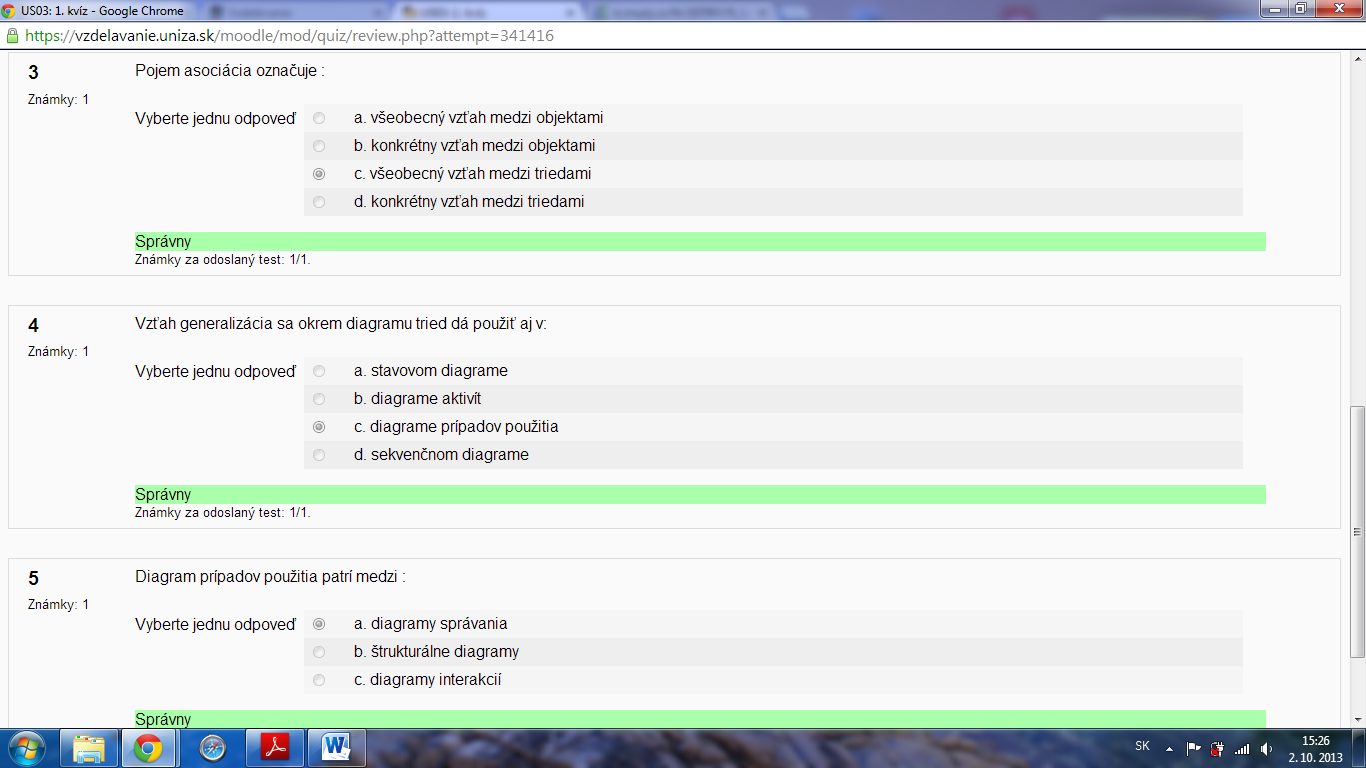 US03: 1. kvíz - Google Chrome
https://vzdelavanie.uniza.sk/moodle/mod/quiz/review.php?attempt=341416
3
Pojem asociácia označuje :
Známky: 1
Vyberte jednu odpoveď
a. všeobecný vzťah medzi objektami
b. konkrétny vzťah medzi objektami
c. všeobecný vzťah medzi triedami
d. konkrétny vzťah medzi triedami
Správny
Známky za odoslaný test: 1/1.
4
Vzťah generalizácia sa okrem diagramu tried dá použiť aj v:
Známky: 1
Vyberte jednu odpoveď
a. stavovom diagrame
b. diagrame aktivít
c. diagrame prípadov použitia
d. sekvenčnom diagrame
Správny
Známky za odoslaný test: 1/1.
5
Diagram prípadov použitia patrí medzi :
Známky: 1
Vyberte jednu odpoveď
a. diagramy správania
b. štrukturálne diagramy
c. diagramy interakcií
Správny
SK
15:26
2. 10. 2013